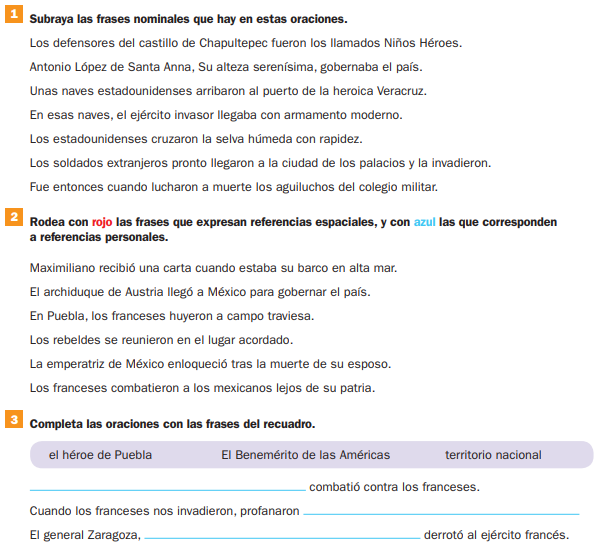 1 Subraya las frases nominales que hay en estas oraciones.
Los defensores del castillo de Chapultepec fueron los llamados Niños Héroes.
Antonio López de Santa Anna, Su alteza serenísima, gobernaba el país.
Unas naves estadounidenses arribaron al puerto de la heroica Veracruz.
En esas naves, el ejército invasor llegaba con armamento moderno.
Los estadounidenses cruzaron la selva húmeda con rapidez.
Los soldados extranjeros pronto llegaron a la ciudad de los palacios y la invadieron.
Fue entonces cuando lucharon a muerte los aguiluchos del colegio militar.
2 Rodea con rojo las frases que expresan referencias espaciales, y con azul las que corresponden
a referencias personales.
Maximiliano recibió una carta cuando estaba su barco en alta mar.
El archiduque de Austria llegó a México para gobernar el país.
En Puebla, los franceses huyeron a campo traviesa.
Los rebeldes se reunieron en el lugar acordado.
La emperatriz de México enloqueció tras la muerte de su esposo.
Los franceses combatieron a los mexicanos lejos de su patria.
3 Completa las oraciones con las frases del recuadro.
el héroe de Puebla El Benemérito de las Américas territorio nacional
combatió contra los franceses.
Cuando los franceses nos invadieron, profanaron
El general Zaragoza, derrotó al ejército francés.